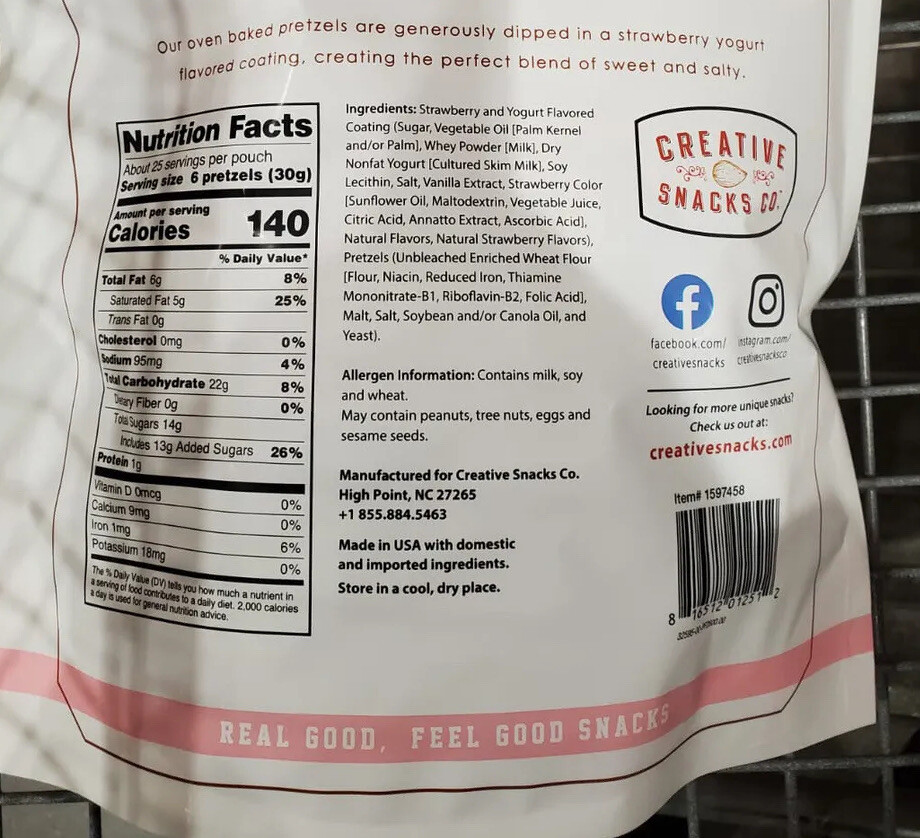 Our oven baked pretzels are generously dipped in a strawberry yogurt
flavored coating, creating the perfect blend of sweet and salty.
Nutrition Facts
About 25 servings per pouch
Serving size 6 pretzels (30g)
Amount per serving
Calories 140
% Daily Value*
Total Fat 6g 8%
Saturated Fat 5g 25%
Trans Fat 0g
Cholesterol 0mg 0%
Sodium 95mg 4%
Total Carbohydrate 22g 8%
Dietary Fiber 0g 0%
Total Sugars 14g
Includes 13g Added Sugars 26%
Protein 1g
Vitamin D 0mcg 0%
Calcium 9mg 0%
Iron 1mg 6%
Potassium 18mg 0%
The % Daily Value (DV) tells you how much a nutrient in
a serving of food contributes to a daily diet. 2,000 calories
a day is used for general nutrition advice.
Ingredients: Strawberry and Yogurt Flavored
Coating (Sugar, Vegetable Oil [Palm Kernel
and/or Palm], Whey Powder [Milk], Dry
Nonfat Yogurt [Cultured Skim Milk], Soy
Lecithin, Salt, Vanilla Extract, Strawberry Color
[Sunflower Oil, Maltodextrin, Vegetable Juice,
Citric Acid, Annatto Extract, Ascorbic Acid],
Natural Flavors, Natural Strawberry Flavors),
Pretzels (Unbleached Enriched Wheat Flour
[Flour, Niacin, Reduced Iron, Thiamine
Mononitrate-B1, Riboflavin-B2, Folic Acid],
Malt, Salt, Soybean and/or Canola Oil, and
Yeast).
Allergen Information: Contains milk, soy
and wheat.
May contain peanuts, tree nuts, eggs and
sesame seeds.
Manufactured for Creative Snacks Co.
High Point, NC 27265
+1 855.884.5463
Made in USA with domestic
and imported ingredients.
Store in a cool, dry place.
CREATIVE
SNACKS CO.
facebook.com/
creativesnacks
instagram.com/
creativesnacksco
Looking for more unique snacks?
Check us out at:
creativesnacks.com
Item# 1597458
8 16512 01251 2
REAL GOOD, FEEL GOOD SNACKS